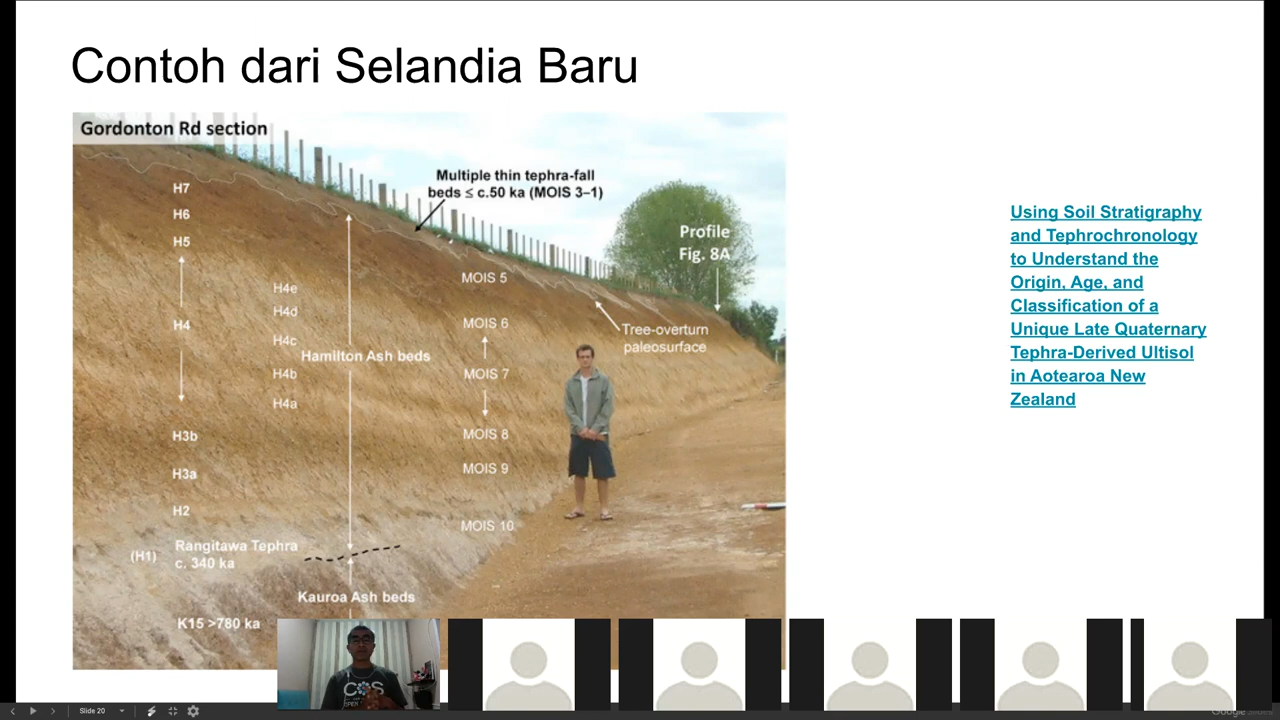 Contoh dari Selandia Baru
Gordonton Rd section
Multiple thin tephra-fall
beds ≤ c.50 ka (MOIS 3–1)
H7
H6
H5
Profile
Fig. 8A
MOIS 5
H4e
H4d
H4
MOIS 6
Tree-overturn
paleosurface
H4c
Hamilton Ash beds
H4b
MOIS 7
H4a
H3b
MOIS 8
H3a
MOIS 9
H2
MOIS 10
(H1)
Rangitawa Tephra
c. 340 ka
Kauroa Ash beds
K15 >780 ka
Using Soil Stratigraphy
and Tephrochronology
to Understand the
Origin, Age, and
Classification of a
Unique Late Quaternary
Tephra-Derived Ultisol
in Aotearoa New
Zealand
COS
Slide 20